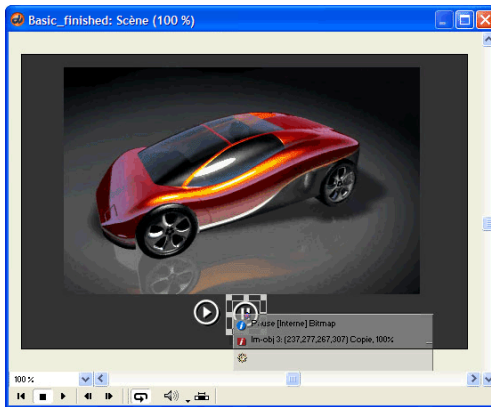 Basic_finished: Scène (100 %)
Pause [Interne] Bitmap
Im-obj 3: (237,277,267,307) Copie, 100%
100 %